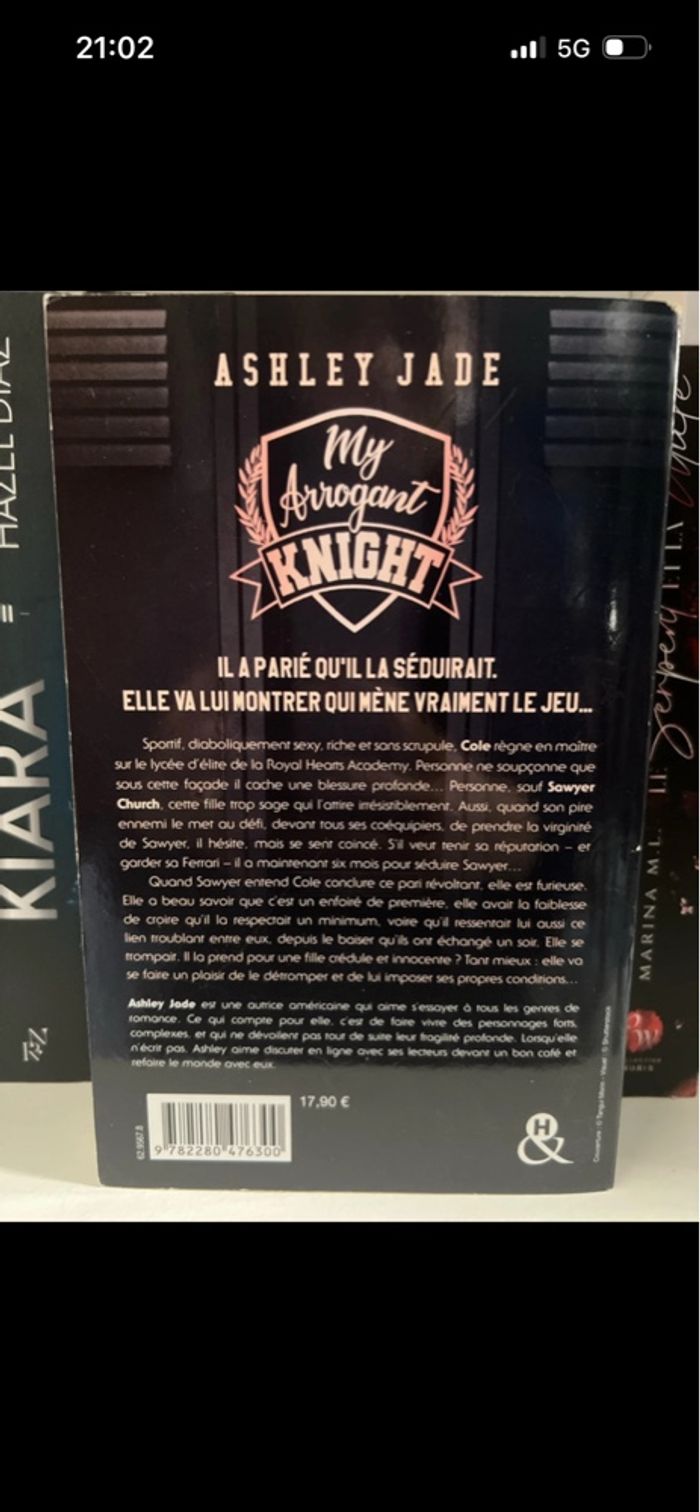 21:02
5G
HAZEL DIAZ
KIARA
ASHLEY JADE
My
Arrogant
KNIGHT
IL A PARIÉ QU'IL LA SÉDUIRAIT.
ELLE VA LUI MONTRER QUI MÈNE VRAIMENT LE JEU...
Sportif, diaboliquement sexy, riche et sans scrupule, Cole règne en maître
sur le lycée d'élite de la Royal Hearts Academy. Personne ne soupçonne que
sous cette façade il cache une blessure profonde... Personne, sauf Sawyer
Church, cette fille trop sage qui l'attire irrésistiblement. Aussi, quand son pire
ennemi le met au défi, devant tous ses coéquipiers, de prendre la virginité
de Sawyer, il hésite, mais se sent coincé. S'il veut tenir sa réputation – et
garder sa Ferrari – il a maintenant six mois pour séduire Sawyer...
Quand Sawyer entend Cole conclure ce pari révoltant, elle est furieuse.
Elle a beau savoir que c'est un enfoiré de première, elle avait la faiblesse
de croire qu'il la respectait un minimum, voire qu'il ressentait lui aussi ce
lien troublant entre eux, depuis le baiser qu'ils ont échangé un soir. Elle se
trompait. Il la prend pour une fille crédule et innocente ? Tant mieux : elle va
se faire un plaisir de le détromper et de lui imposer ses propres conditions...
Ashley Jade est une autrice américaine qui aime s'essayer à tous les genres de
romance. Ce qui compte pour elle, c'est de faire vivre des personnages forts,
complexes, et qui ne dévoilent pas tout de suite leur fragilité profonde. Lorsqu'elle
n'écrit pas, Ashley aime discuter en ligne avec ses lecteurs devant un bon café et
refaire le monde avec eux.
17,90 €
62.9567.8
9 782280 476300
H
&
MARINA M.L.